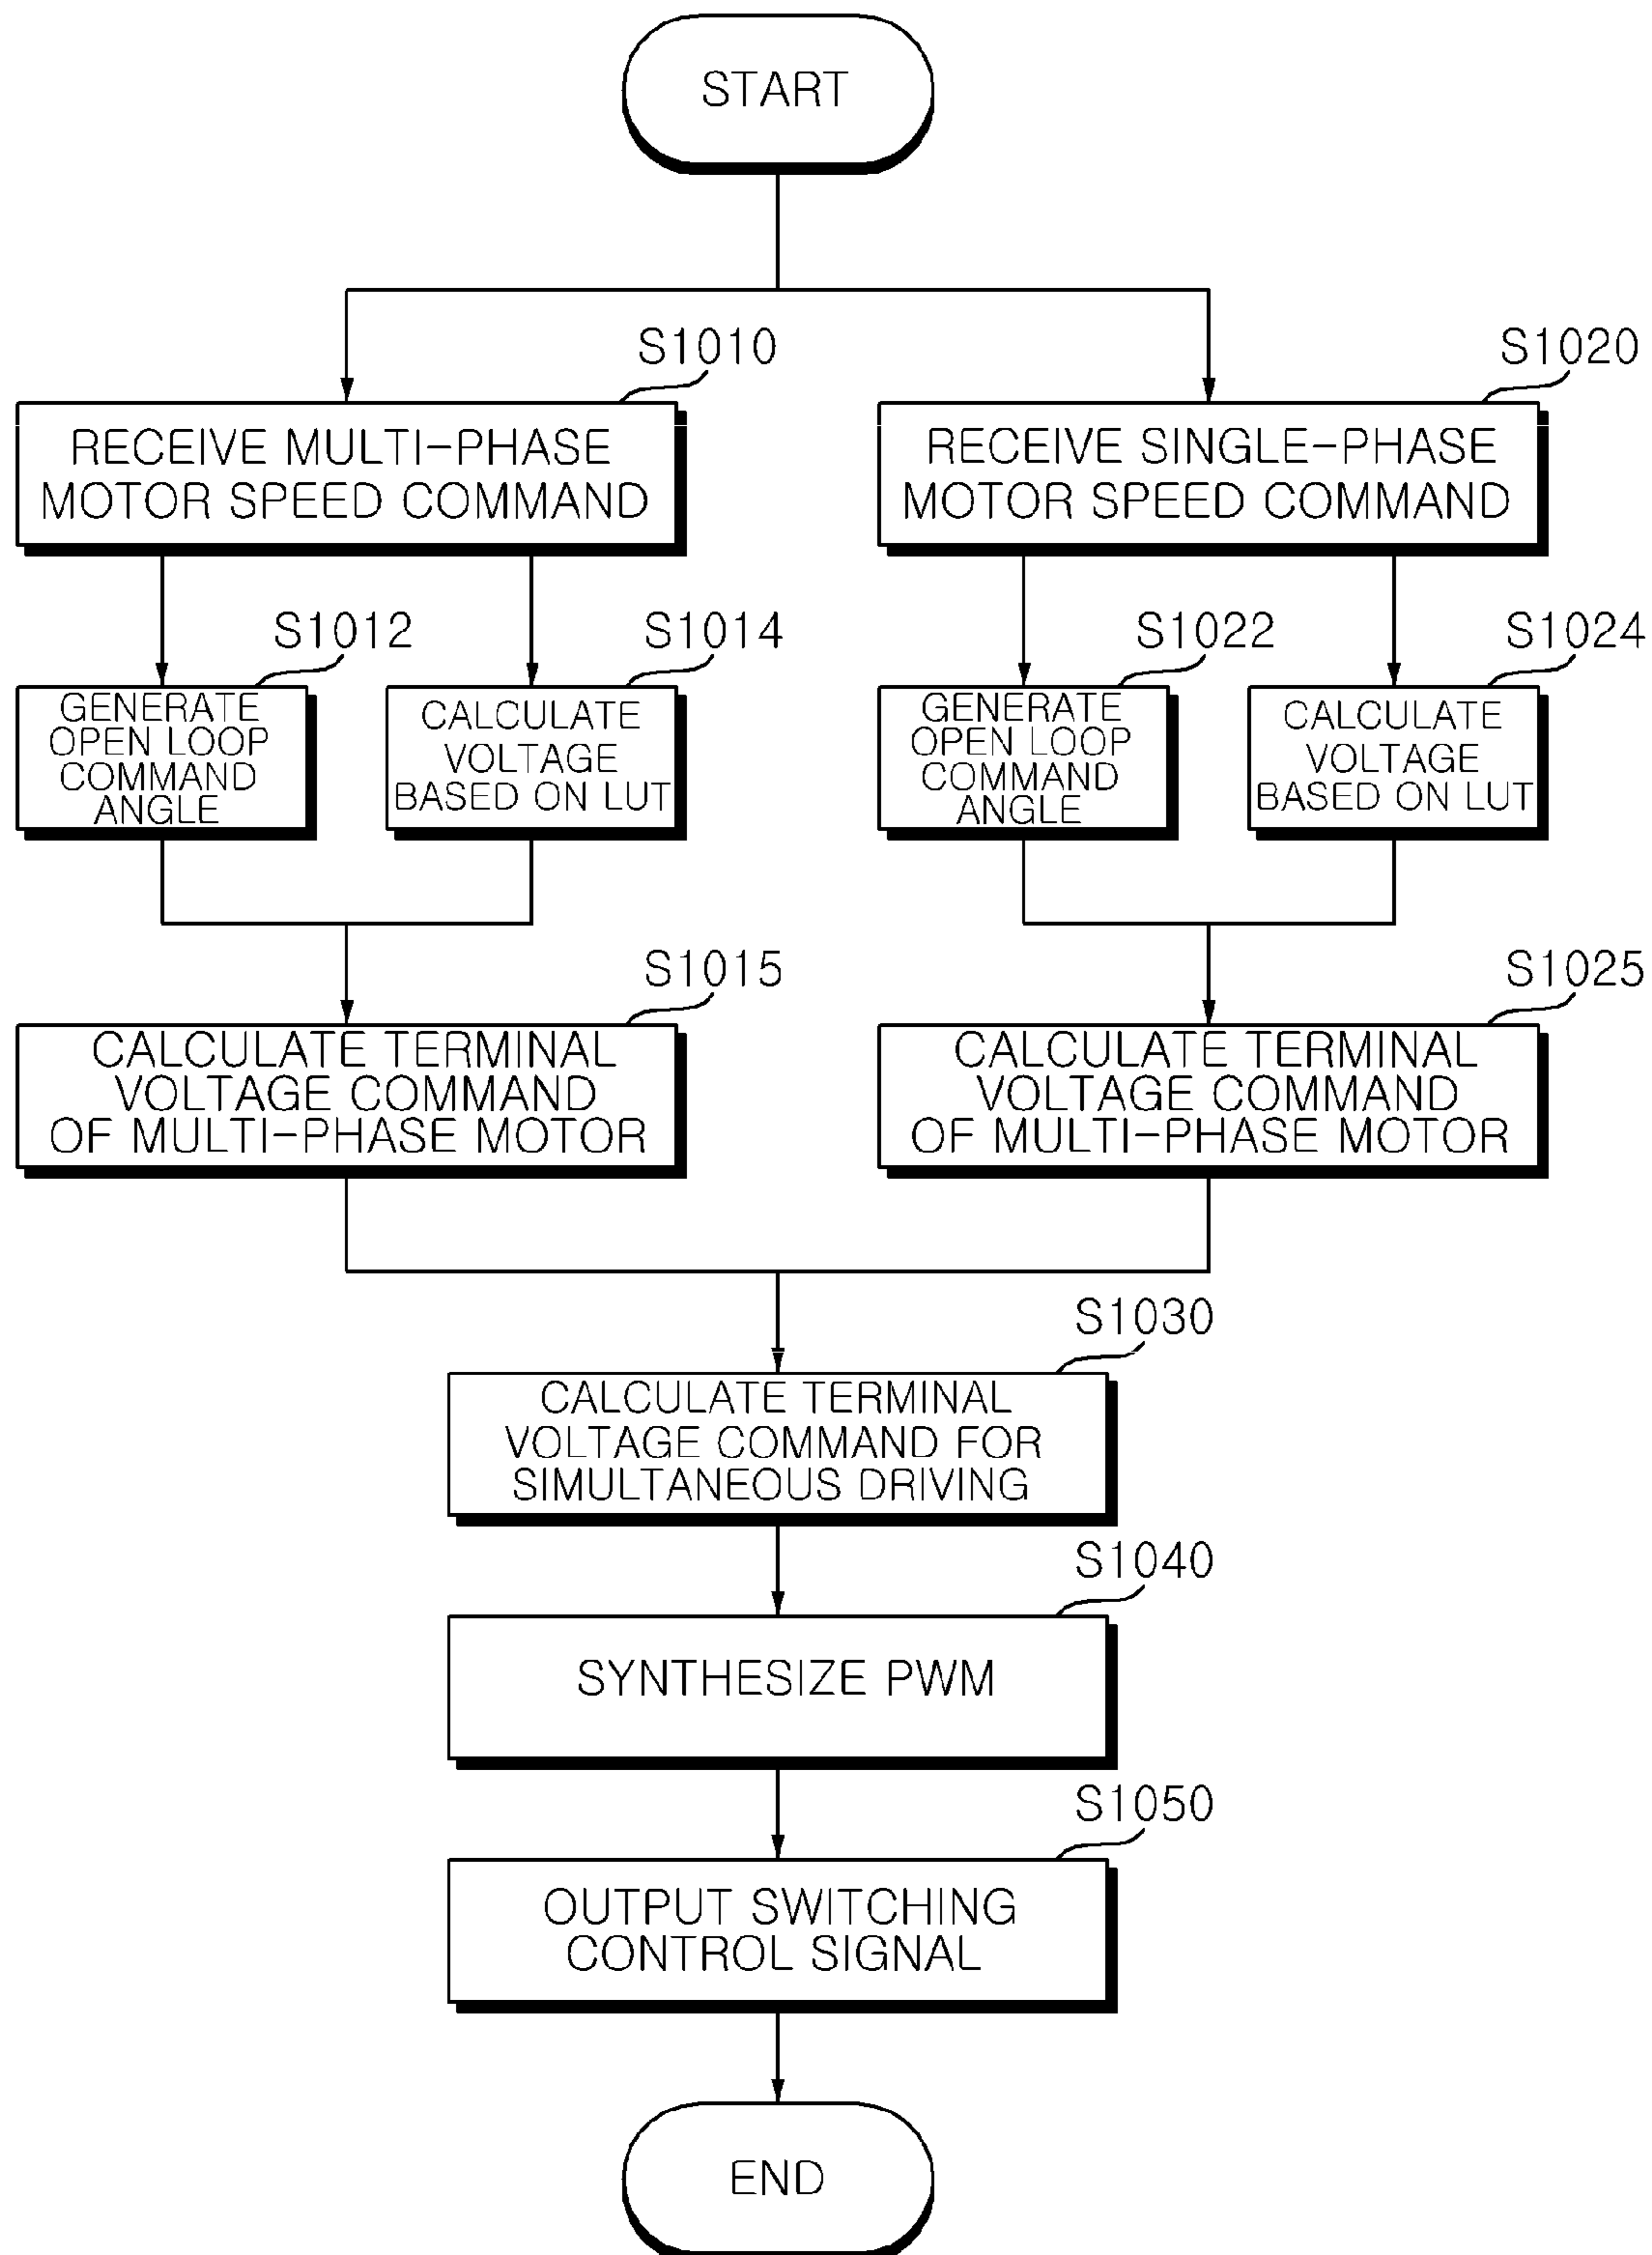 START
S1010
RECEIVE MULTI-PHASE
MOTOR SPEED COMMAND
S1020
RECEIVE SINGLE-PHASE
MOTOR SPEED COMMAND
S1012
GENERATE
OPEN LOOP
COMMAND
ANGLE
S1014
CALCULATE
VOLTAGE
BASED ON LUT
S1022
GENERATE
OPEN LOOP
COMMAND
ANGLE
S1024
CALCULATE
VOLTAGE
BASED ON LUT
S1015
CALCULATE TERMINAL
VOLTAGE COMMAND
OF MULTI-PHASE MOTOR
S1025
CALCULATE TERMINAL
VOLTAGE COMMAND
OF MULTI-PHASE MOTOR
S1030
CALCULATE TERMINAL
VOLTAGE COMMAND FOR
SIMULTANEOUS DRIVING
S1040
SYNTHESIZE PWM
S1050
OUTPUT SWITCHING
CONTROL SIGNAL
END